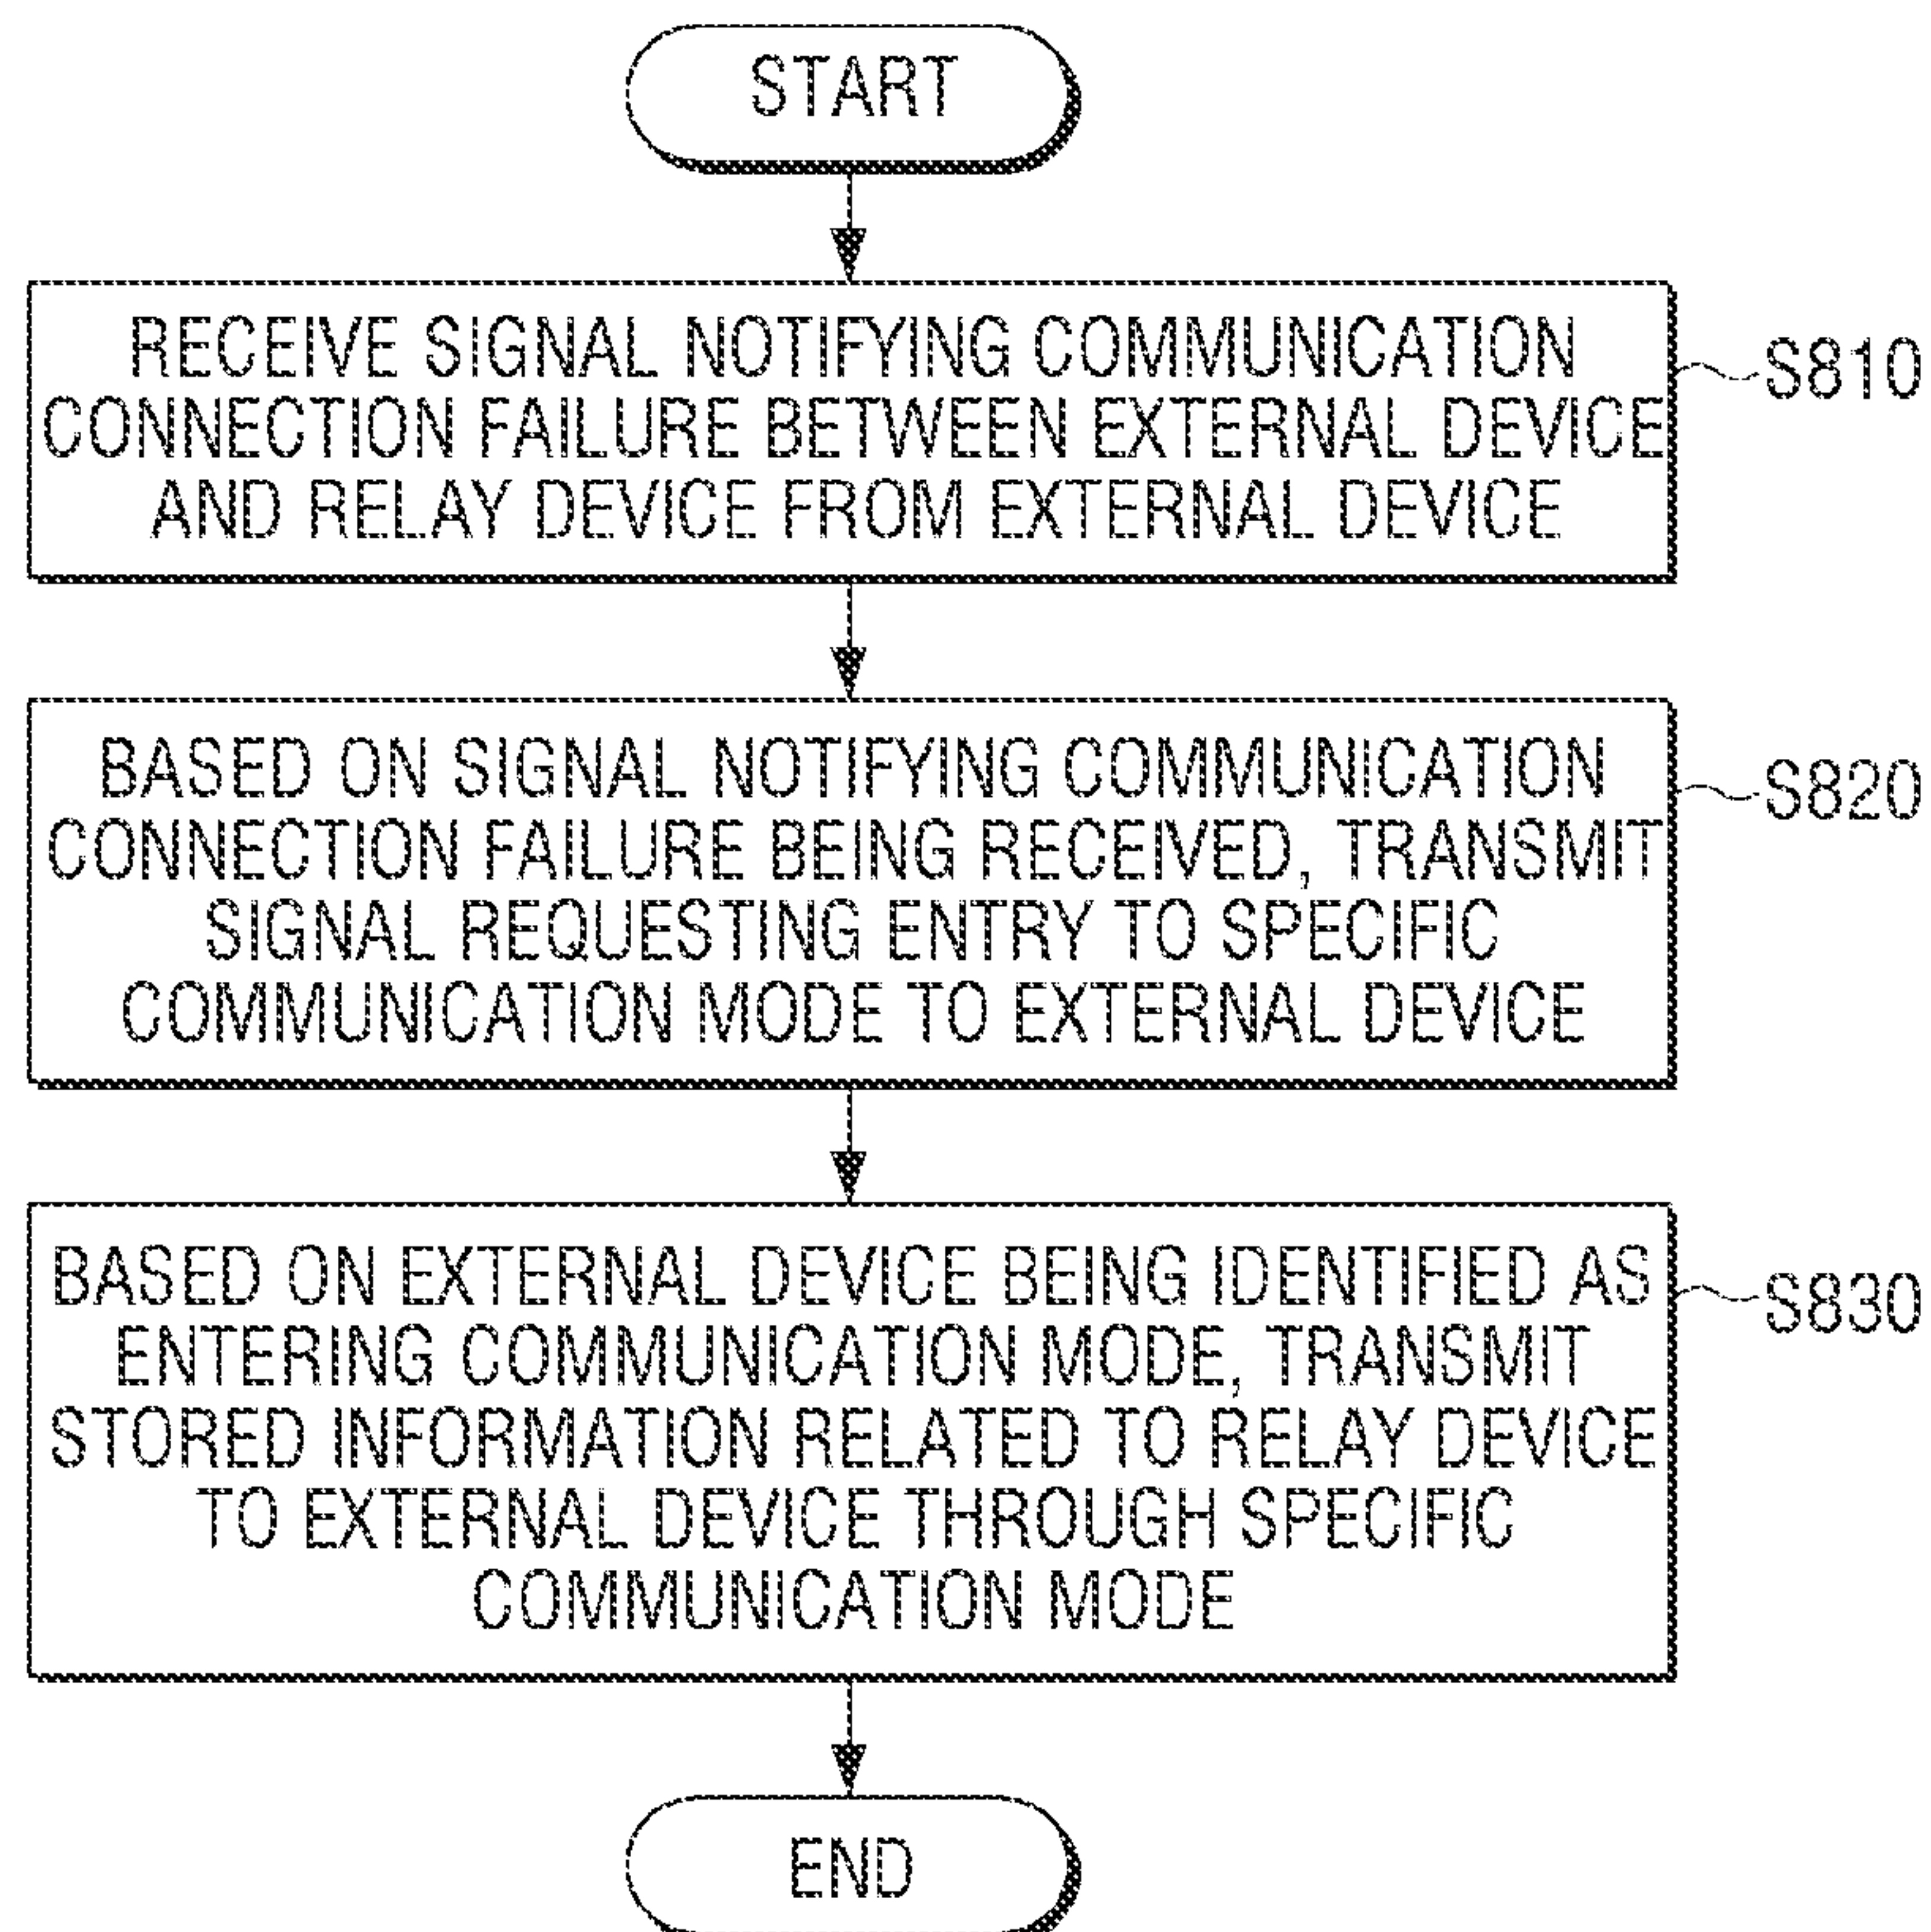 START
RECEIVE SIGNAL NOTIFYING COMMUNICATION
CONNECTION FAILURE BETWEEN EXTERNAL DEVICE
AND RELAY DEVICE FROM EXTERNAL DEVICE
S810
BASED ON SIGNAL NOTIFYING COMMUNICATION
CONNECTION FAILURE BEING RECEIVED, TRANSMIT
SIGNAL REQUESTING ENTRY TO SPECIFIC
COMMUNICATION MODE TO EXTERNAL DEVICE
S820
BASED ON EXTERNAL DEVICE BEING IDENTIFIED AS
ENTERING COMMUNICATION MODE, TRANSMIT
STORED INFORMATION RELATED TO RELAY DEVICE
TO EXTERNAL DEVICE THROUGH SPECIFIC
COMMUNICATION MODE
S830
END